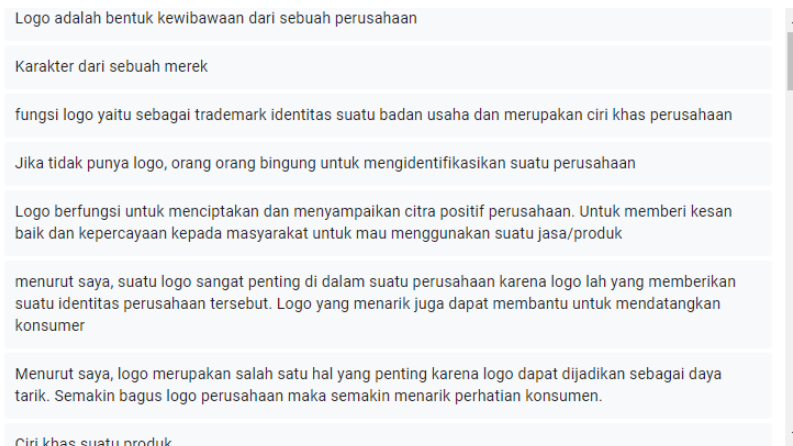 Logo adalah bentuk kewibawaan dari sebuah perusahaan
Karakter dari sebuah merek
fungsi logo yaitu sebagai trademark identitas suatu badan usaha dan merupakan ciri khas perusahaan
Jika tidak punya logo, orang orang bingung untuk mengidentifikasikan suatu perusahaan
Logo berfungsi untuk menciptakan dan menyampaikan citra positif perusahaan. Untuk memberi kesan
baik dan kepercayaan kepada masyarakat untuk mau menggunakan suatu jasa/produk
menurut saya, suatu logo sangat penting di dalam suatu perusahaan karena logo lah yang memberikan
suatu identitas perusahaan tersebut. Logo yang menarik juga dapat membantu untuk mendatangkan
konsumer
Menurut saya, logo merupakan salah satu hal yang penting karena logo dapat dijadikan sebagai daya
tarik. Semakin bagus logo perusahaan maka semakin menarik perhatian konsumen.
Ciri khas suatu produk